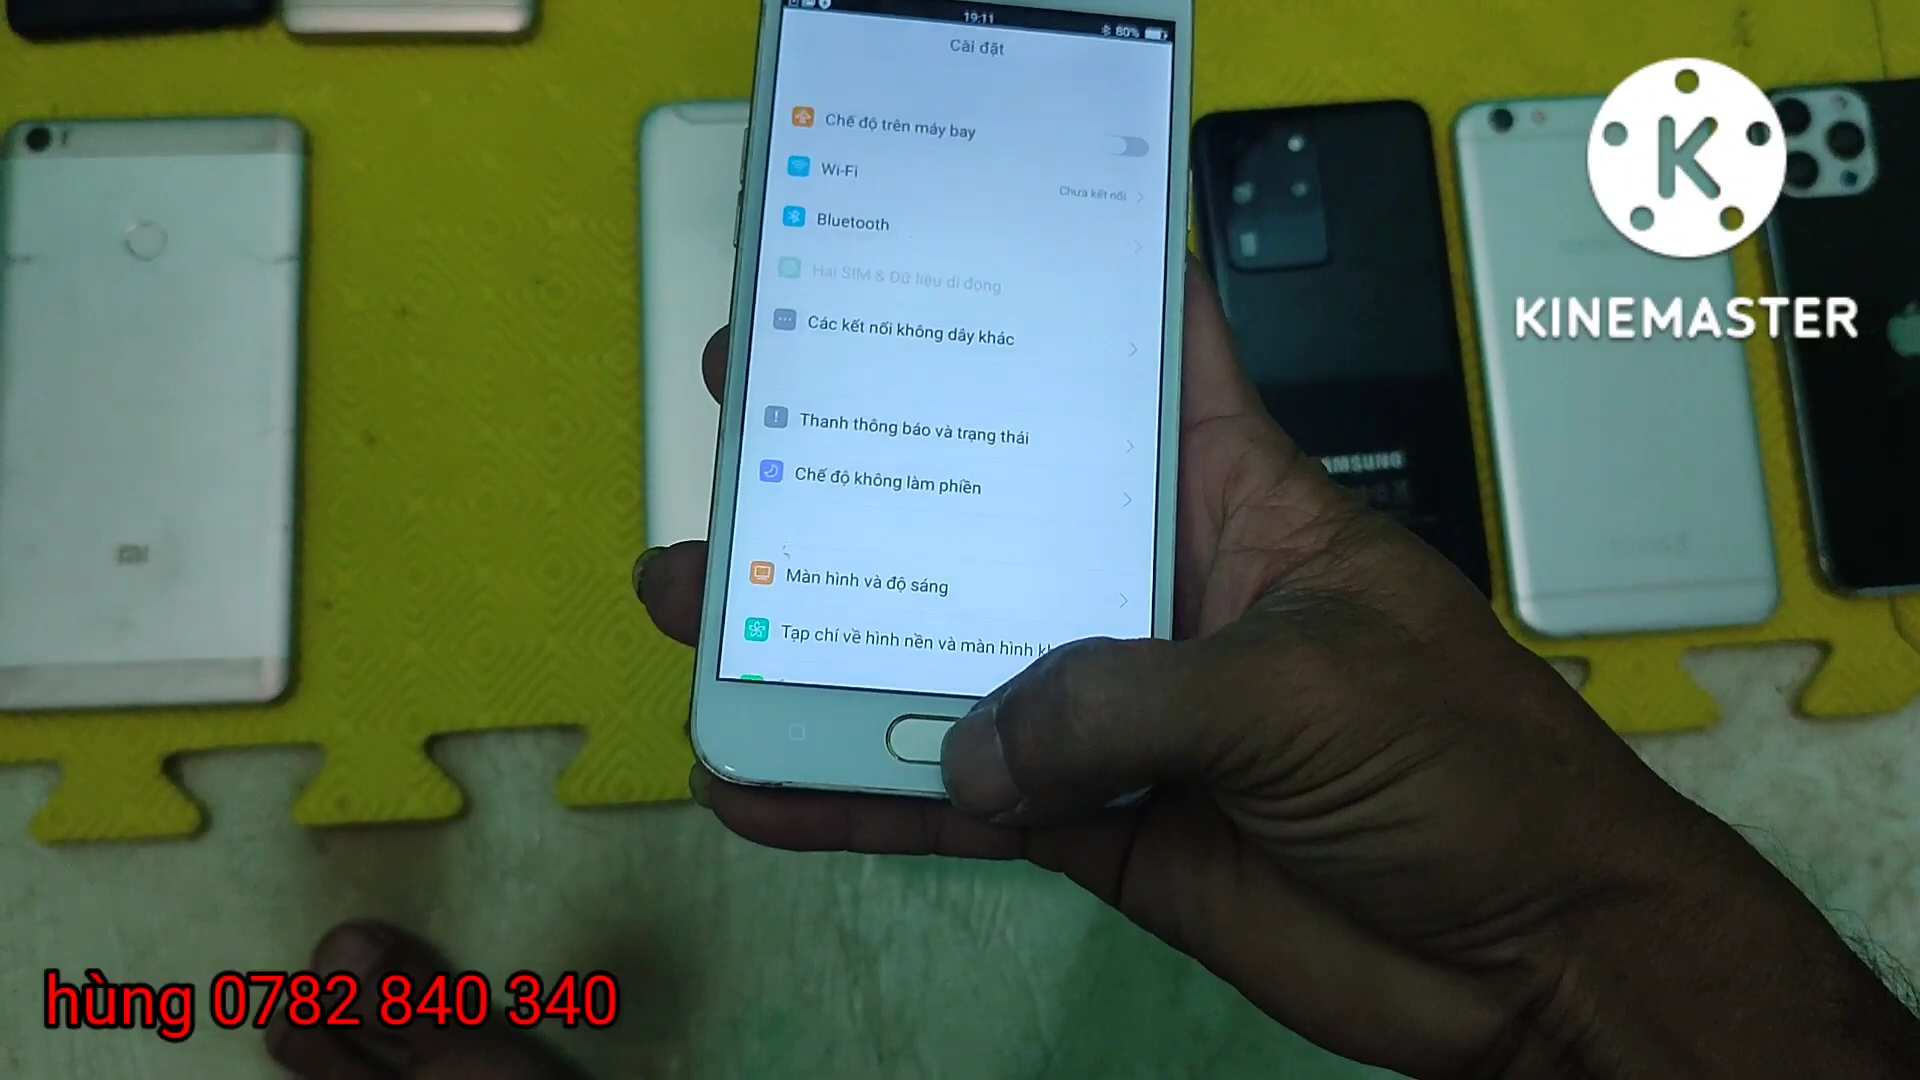 19:11
80%
Cài đặt
Chế độ trên máy bay
Wi-Fi
Chưa kết nối
Bluetooth
Hai SIM & Dữ liệu di động
Các kết nối không dây khác
Thanh thông báo và trạng thái
Chế độ không làm phiền
Màn hình và độ sáng
Tạp chí về hình nền và màn hình
K
KINEMASTER
SAMSUNG
mi
hùng 0782 840 340